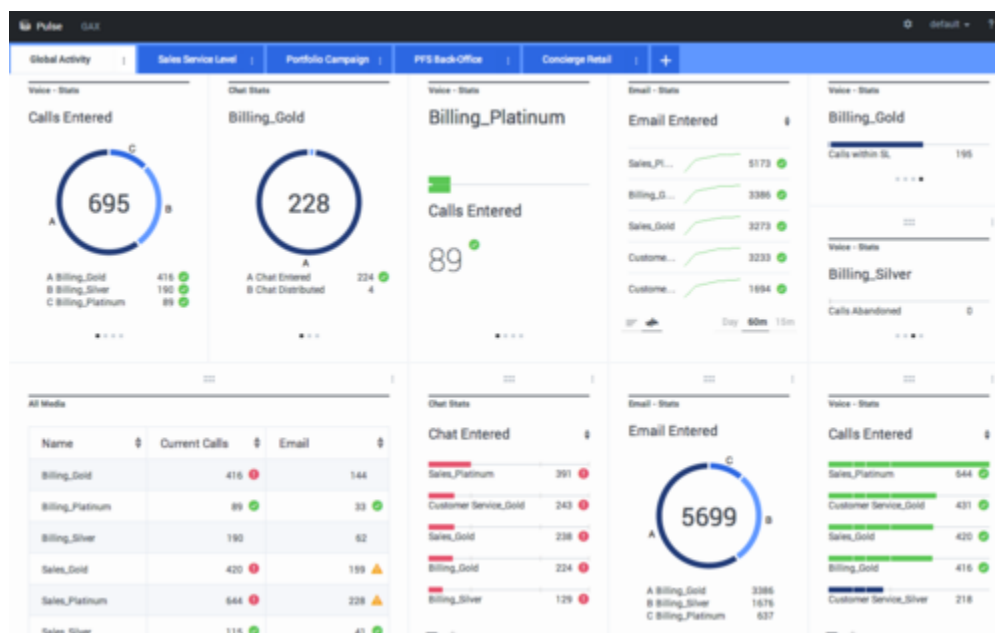 Pulse GAX default ?
Global Activity Sales Service Level Portfolio Campaign PFS Back-Office Concierge Retail +
Voice - Stats
Calls Entered
C
695
A
B
A Billing_Gold 416
B Billing_Silver 190
C Billing_Platinum 89
Chat Stats
Billing_Gold
228
A
A Chat Entered 224
B Chat Distributed 4
Voice - Stats
Billing_Platinum
Calls Entered
89
Email - Stats
Email Entered
Sales_Pl... 5173
Billing_G... 3386
Sales_Gold 3273
Custome... 3233
Custome... 1694
Day 60m 15m
Voice - Stats
Billing_Gold
Calls within SL 195
Voice - Stats
Billing_Silver
Calls Abandoned 0
All Media
Name Current Calls Email
Billing_Gold 416 144
Billing_Platinum 89 33
Billing_Silver 190 62
Sales_Gold 420 159
Sales_Platinum 644 228
Sales_Silver 115 41
Chat Stats
Chat Entered
Sales_Platinum 391
Customer Service_Gold 243
Sales_Gold 238
Billing_Gold 224
Billing_Silver 129
Email - Stats
Email Entered
C
5699
A
B
A Billing_Gold 3386
B Billing_Silver 1676
C Billing_Platinum 637
Voice - Stats
Calls Entered
Sales_Platinum 644
Customer Service_Gold 431
Sales_Gold 420
Billing_Gold 416
Customer Service_Silver 218